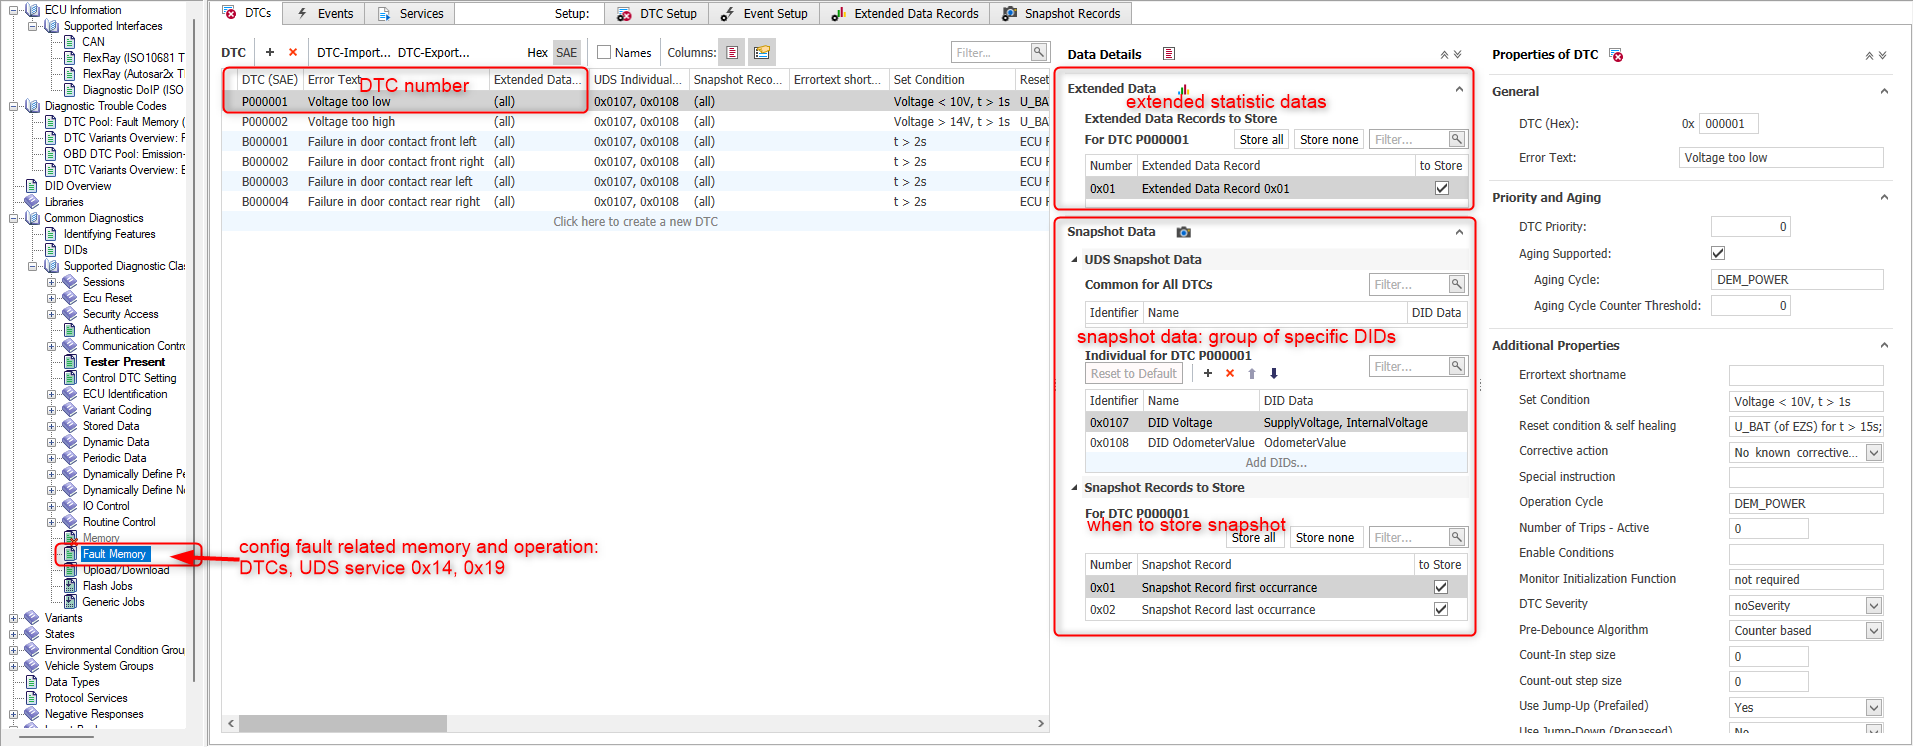 ECU Information
Supported Interfaces
CAN
FlexRay (ISO10681 T
FlexRay (Autosar2x Tl
Diagnostic DoIP (ISO
Diagnostic Trouble Codes
DTC Pool: Fault Memory (
DTC Variants Overview: F
OBD DTC Pool: Emission-
DTC Variants Overview: E
DID Overview
Libraries
Common Diagnostics
Identifying Features
DIDs
Supported Diagnostic Clas
Sessions
Ecu Reset
Security Access
Authentication
Communication Contro
Tester Present
Control DTC Setting
ECU Identification
Variant Coding
Stored Data
Dynamic Data
Periodic Data
Dynamically Define Pe
Dynamically Define No
IO Control
Routine Control
Memory
Fault Memory
Upload/Download
Flash Jobs
Generic Jobs
Variants
States
Environmental Condition Grou
Vehicle System Groups
Data Types
Protocol Services
Negative Responses
DTCs Events Services Setup: DTC Setup Event Setup Extended Data Records Snapshot Records
DTC DTC-Import... DTC-Export... Hex SAE Names Columns: Filter...
DTC (SAE) Error Text Extended Data... UDS Individual... Snapshot Reco... Errortext short... Set Condition Reset
DTC number
P000001 Voltage too low (all) 0x0107, 0x0108 (all) Voltage < 10V, t > 1s U_BA
P000002 Voltage too high (all) 0x0107, 0x0108 (all) Voltage > 14V, t > 1s U_BA
B000001 Failure in door contact front left (all) 0x0107, 0x0108 (all) t > 2s ECU F
B000002 Failure in door contact front right (all) 0x0107, 0x0108 (all) t > 2s ECU F
B000003 Failure in door contact rear left (all) 0x0107, 0x0108 (all) t > 2s ECU F
B000004 Failure in door contact rear right (all) 0x0107, 0x0108 (all) t > 2s ECU F
Click here to create a new DTC
config fault related memory and operation:
DTCs, UDS service 0x14, 0x19
Data Details
Extended Data
extended statistic datas
Extended Data Records to Store
For DTC P000001 Store all Store none Filter...
Number Extended Data Record to Store
0x01 Extended Data Record 0x01
Snapshot Data
UDS Snapshot Data
Common for All DTCs Filter...
Identifier Name DID Data
snapshot data: group of specific DIDs
Individual for DTC P000001
Reset to Default Filter...
Identifier Name DID Data
0x0107 DID Voltage SupplyVoltage, InternalVoltage
0x0108 DID OdometerValue OdometerValue
Add DIDs...
Snapshot Records to Store
For DTC P000001
when to store snapshot
Store all Store none Filter...
Number Snapshot Record to Store
0x01 Snapshot Record first occurrance
0x02 Snapshot Record last occurrance
Properties of DTC
General
DTC (Hex): 0x 000001
Error Text: Voltage too low
Priority and Aging
DTC Priority: 0
Aging Supported:
Aging Cycle: DEM_POWER
Aging Cycle Counter Threshold: 0
Additional Properties
Errortext shortname
Set Condition Voltage < 10V, t > 1s
Reset condition & self healing U_BAT (of EZS) for t > 15s;
Corrective action No known corrective...
Special instruction
Operation Cycle DEM_POWER
Number of Trips - Active 0
Enable Conditions
Monitor Initialization Function not required
DTC Severity noSeverity
Pre-Debounce Algorithm Counter based
Count-In step size 0
Count-out step size 0
Use Jump-Up (Prefailed) Yes
Use Jump-Down (Prepassed) No